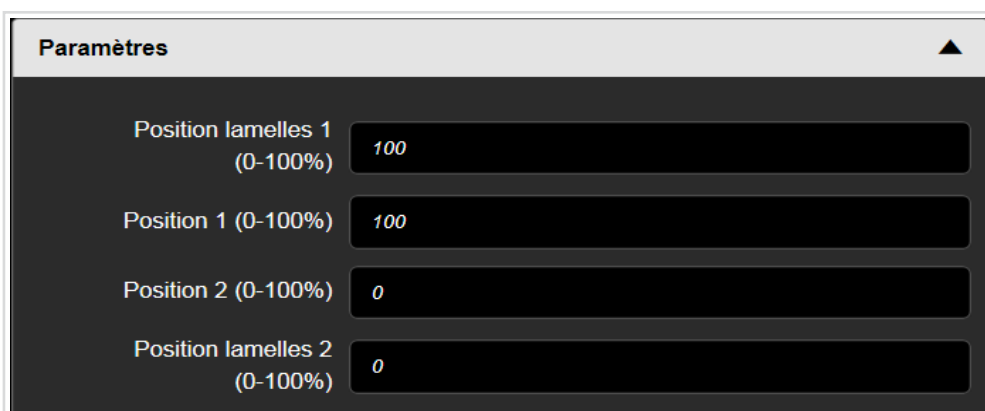 Paramètres
Position lamelles 1
(0-100%)
100
Position 1 (0-100%)
100
Position 2 (0-100%)
0
Position lamelles 2
(0-100%)
0